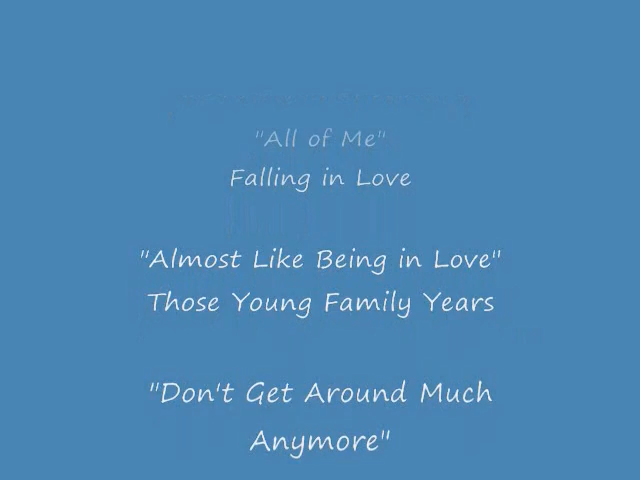 "All of Me"
Falling in Love
"Almost Like Being in Love"
Those Young Family Years
"Don't Get Around Much
Anymore"